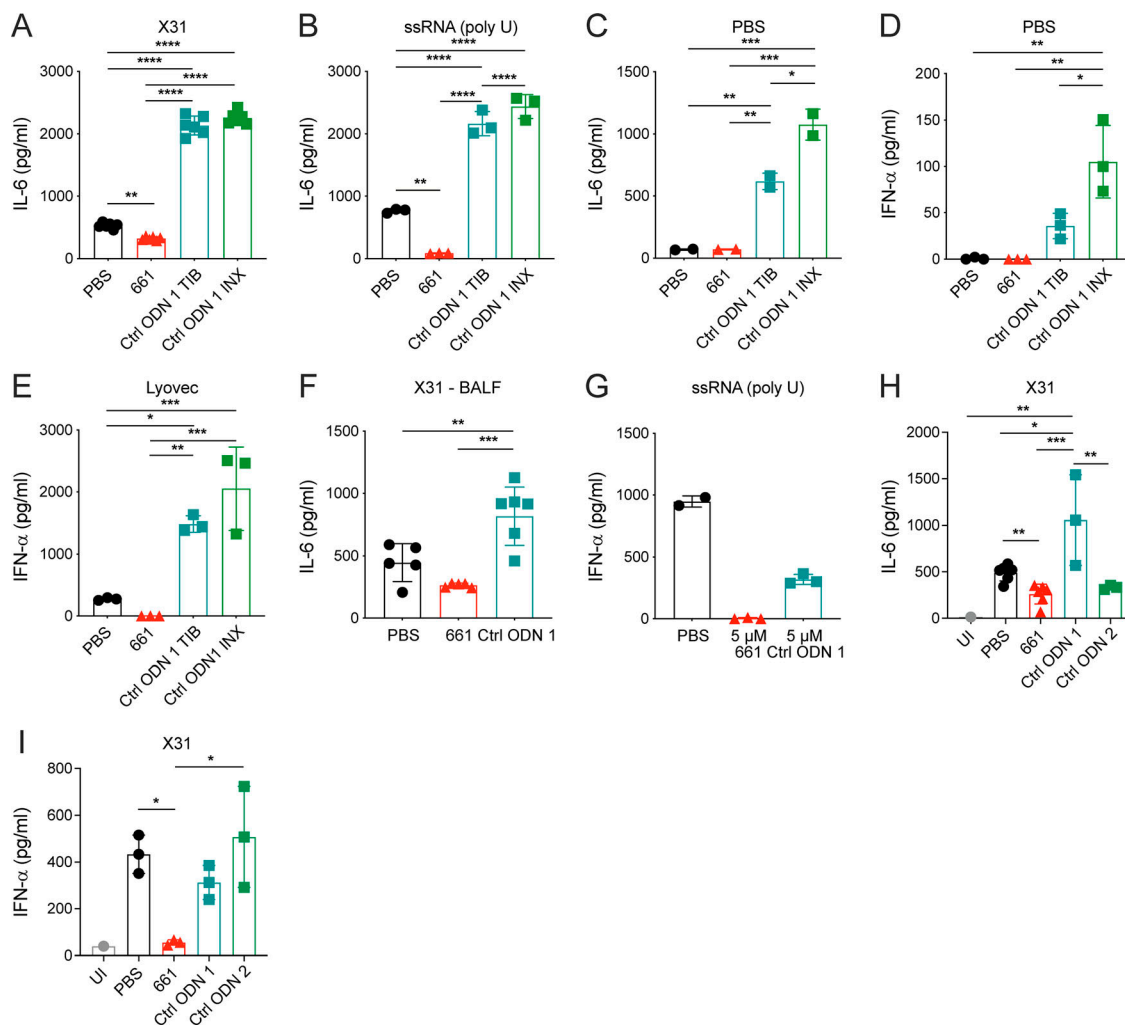 A
X31
****
****
****
****
**
IL-6 (pg/ml)
3000
2000
1000
0
PBS
661
Ctrl ODN 1 TIB
Ctrl ODN 1 INX
B
ssRNA (poly U)
****
****
****
****
**
IL-6 (pg/ml)
3000
2000
1000
0
PBS
661
Ctrl ODN 1 TIB
Ctrl ODN 1 INX
C
PBS
***
***
*
**
**
IL-6 (pg/ml)
1500
1000
500
0
PBS
661
Ctrl ODN 1 TIB
Ctrl ODN 1 INX
D
PBS
**
**
*
IFN-α (pg/ml)
200
150
100
50
0
PBS
661
Ctrl ODN 1 TIB
Ctrl ODN 1 INX
E
Lyovec
***
*
***
**
IFN-α (pg/ml)
3000
2000
1000
0
PBS
661
Ctrl ODN 1 TIB
Ctrl ODN1 INX
F
X31 - BALF
**
***
IL-6 (pg/ml)
1500
1000
500
0
PBS
661
Ctrl ODN 1
G
ssRNA (poly U)
IFN-α (pg/ml)
1500
1000
500
0
PBS
5 µM
661
5 µM
Ctrl ODN 1
H
X31
**
*
***
**
**
IL-6 (pg/ml)
2000
1500
1000
500
0
UI
PBS
661
Ctrl ODN 1
Ctrl ODN 2
I
X31
*
*
IFN-α (pg/ml)
800
600
400
200
0
UI
PBS
661
Ctrl ODN 1
Ctrl ODN 2